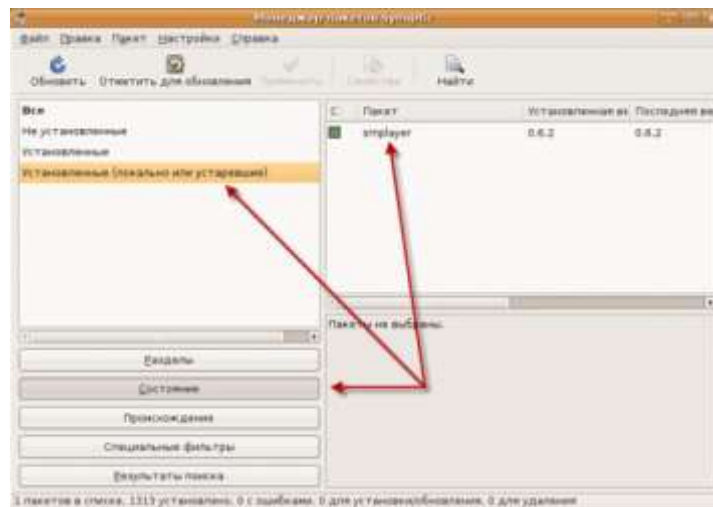 Менеджер пакетов Synaptic
Файл Правка Пакет Настройки Справка
Обновить Отметить для обновления Применить Свойства Найти
Все
Не установленные
Установленные
Установленные (локально или устаревшие)
С Пакет Установленная ве Последняя ве
smplayer 0.6.2 0.6.2
Пакеты не выбраны.
Разделы
Состояние
Происхождение
Специальные фильтры
Результаты поиска
1 пакетов в списке, 1313 установлено, 0 с ошибками. 0 для установки/обновления, 0 для удаления